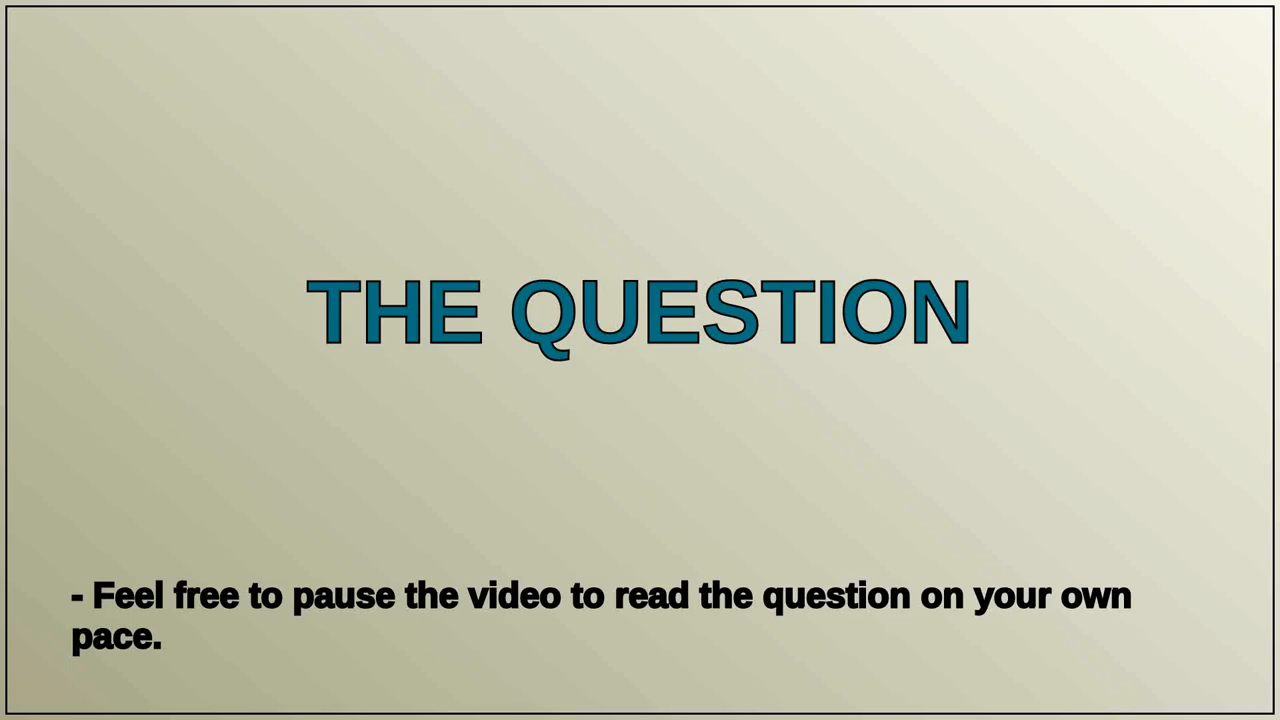 THE QUESTION
- Feel free to pause the video to read the question on your own
pace.